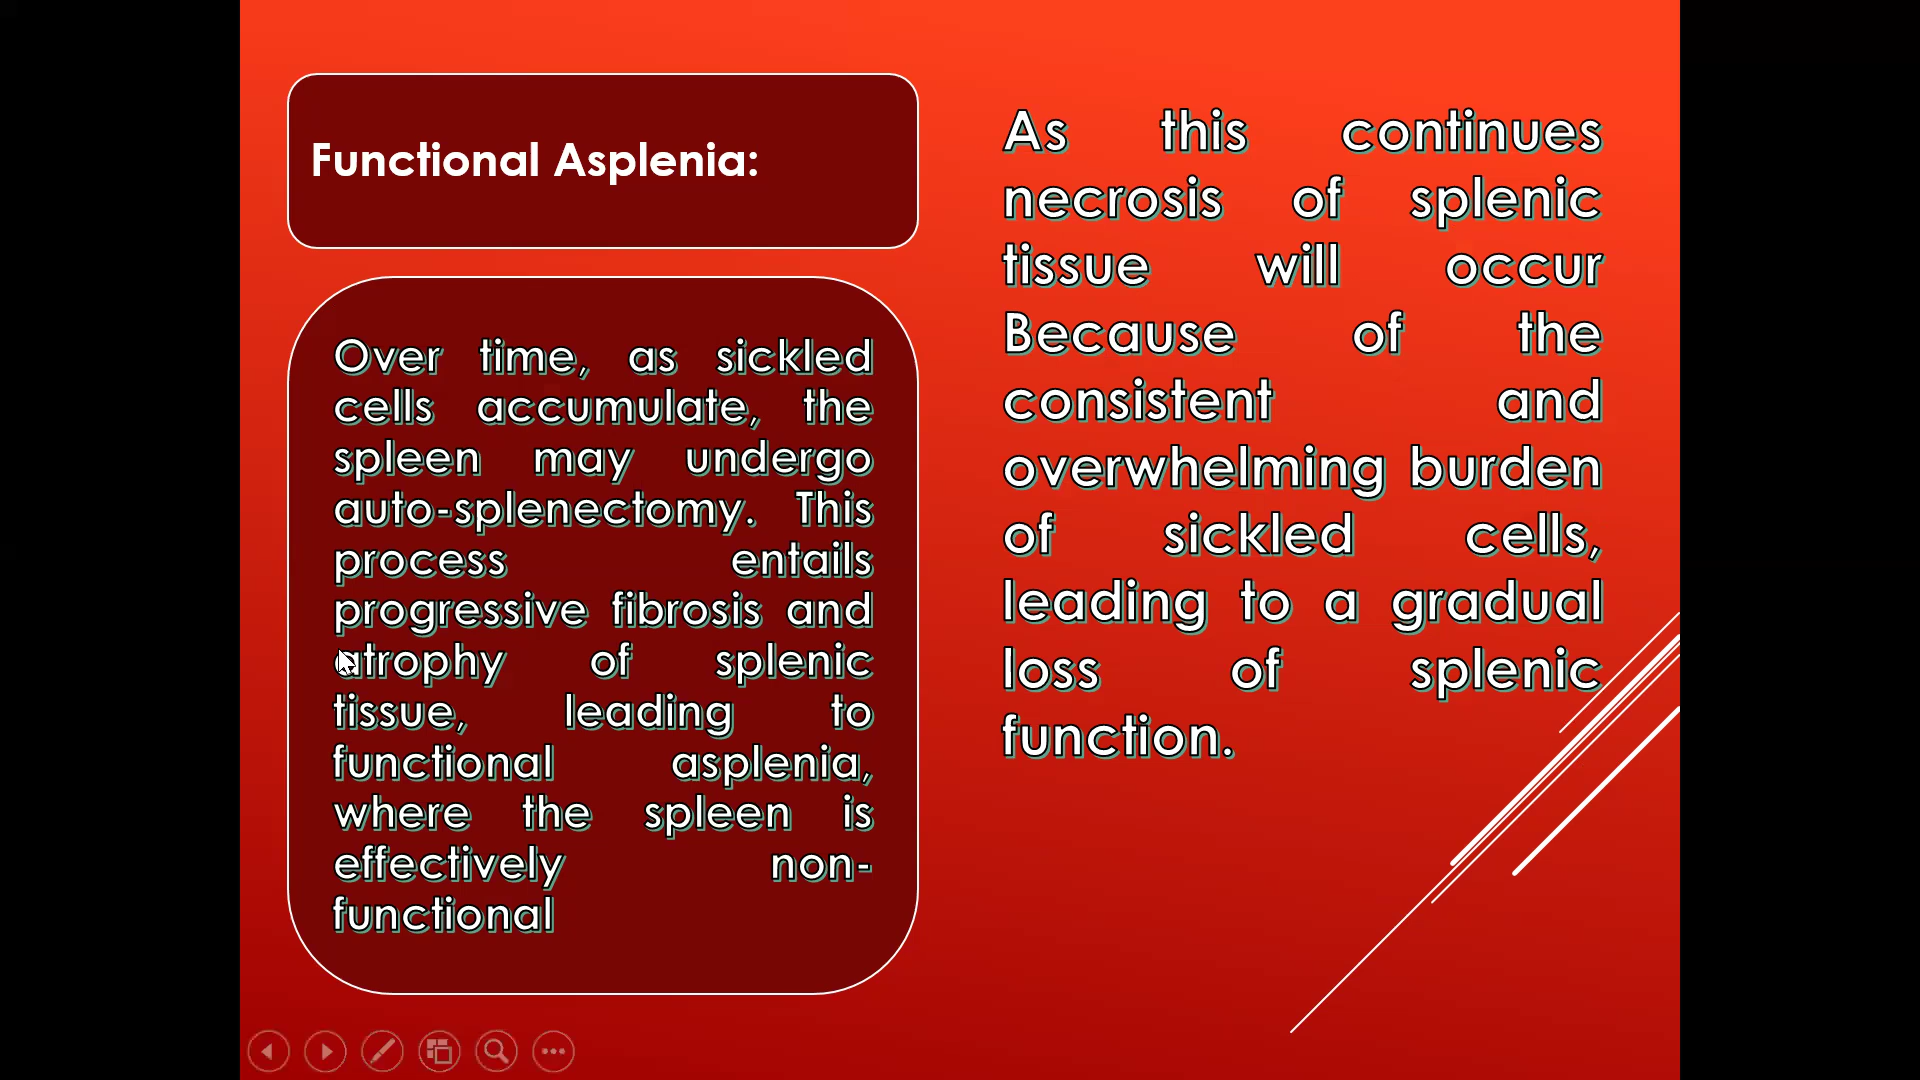 Functional Asplenia:
Over time, as sickled
cells accumulate, the
spleen may undergo
auto-splenectomy. This
process entails
progressive fibrosis and
atrophy of splenic
tissue, leading to
functional asplenia,
where the spleen is
effectively non-
functional
As this continues
necrosis of splenic
tissue will occur
Because of the
consistent and
overwhelming burden
of sickled cells,
leading to a gradual
loss of splenic
function.